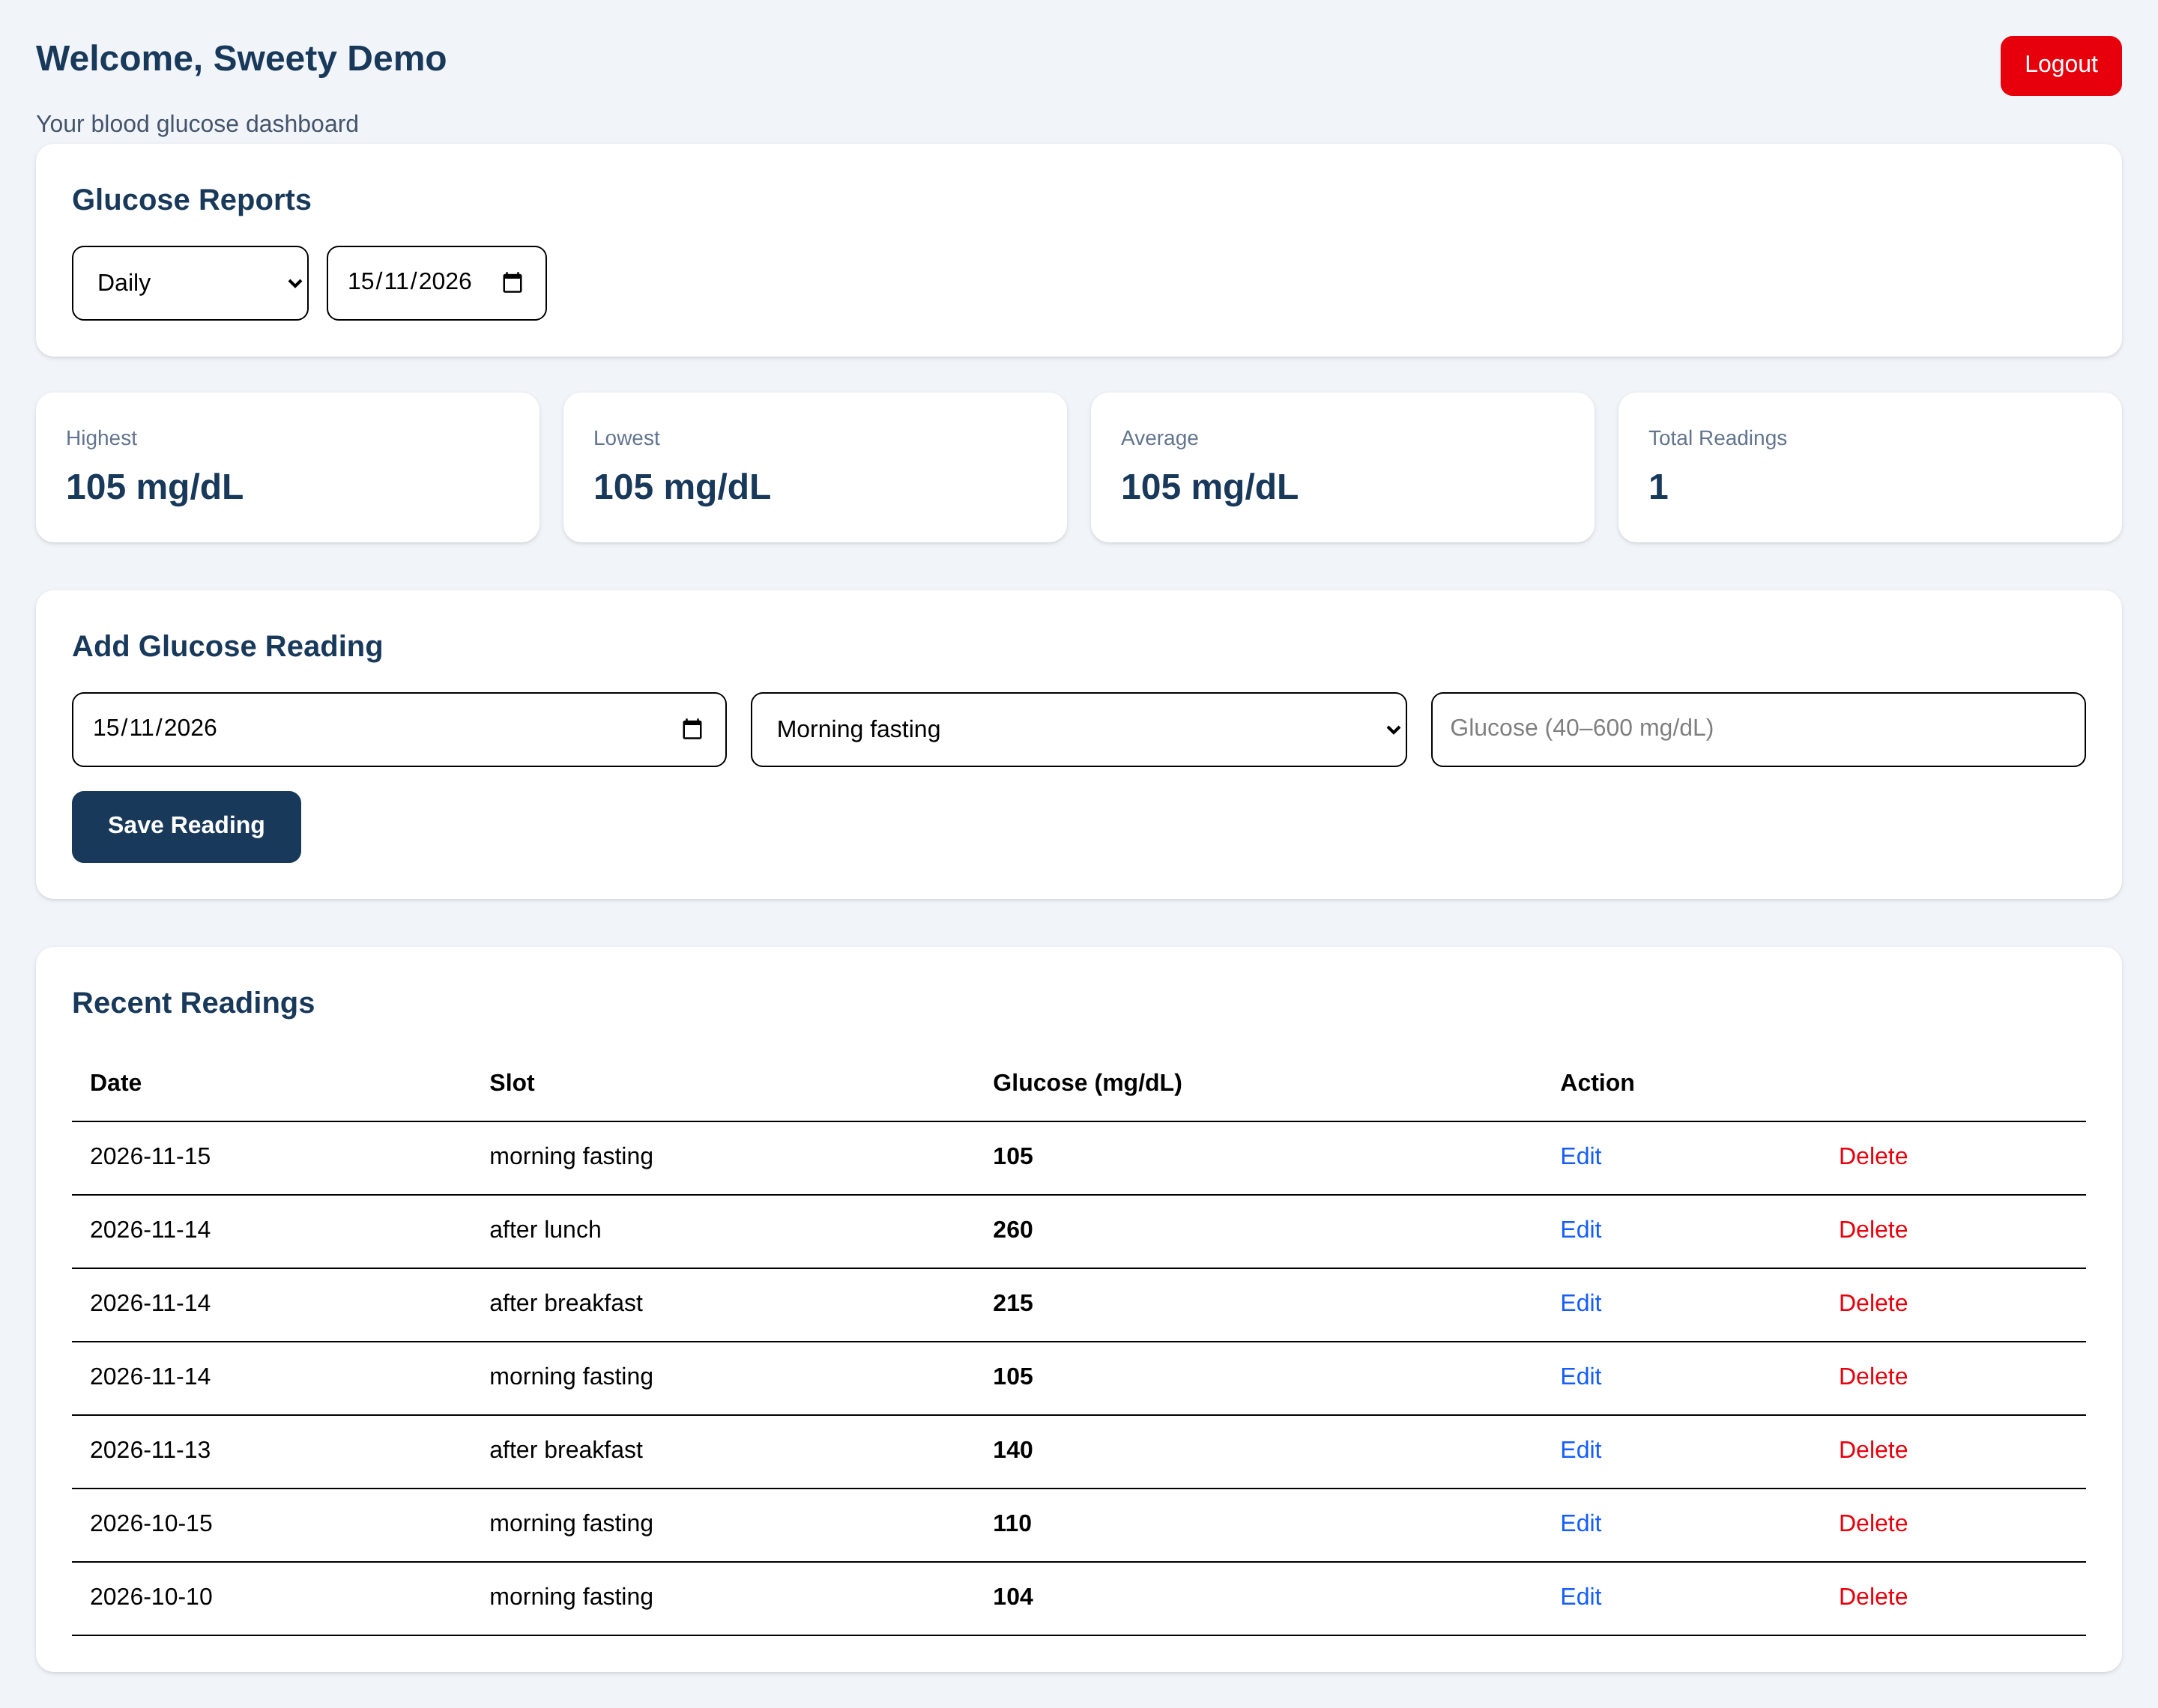 Welcome, Sweety Demo
Logout
Your blood glucose dashboard
Glucose Reports
Daily 15/11/2026
Highest Lowest Average Total Readings
105 mg/dL 105 mg/dL 105 mg/dL 1
Add Glucose Reading
15/11/2026 Morning fasting Glucose (40–600 mg/dL)
Save Reading
Recent Readings
Date Slot Glucose (mg/dL) Action
2026-11-15 morning fasting 105 Edit Delete
2026-11-14 after lunch 260 Edit Delete
2026-11-14 after breakfast 215 Edit Delete
2026-11-14 morning fasting 105 Edit Delete
2026-11-13 after breakfast 140 Edit Delete
2026-10-15 morning fasting 110 Edit Delete
2026-10-10 morning fasting 104 Edit Delete